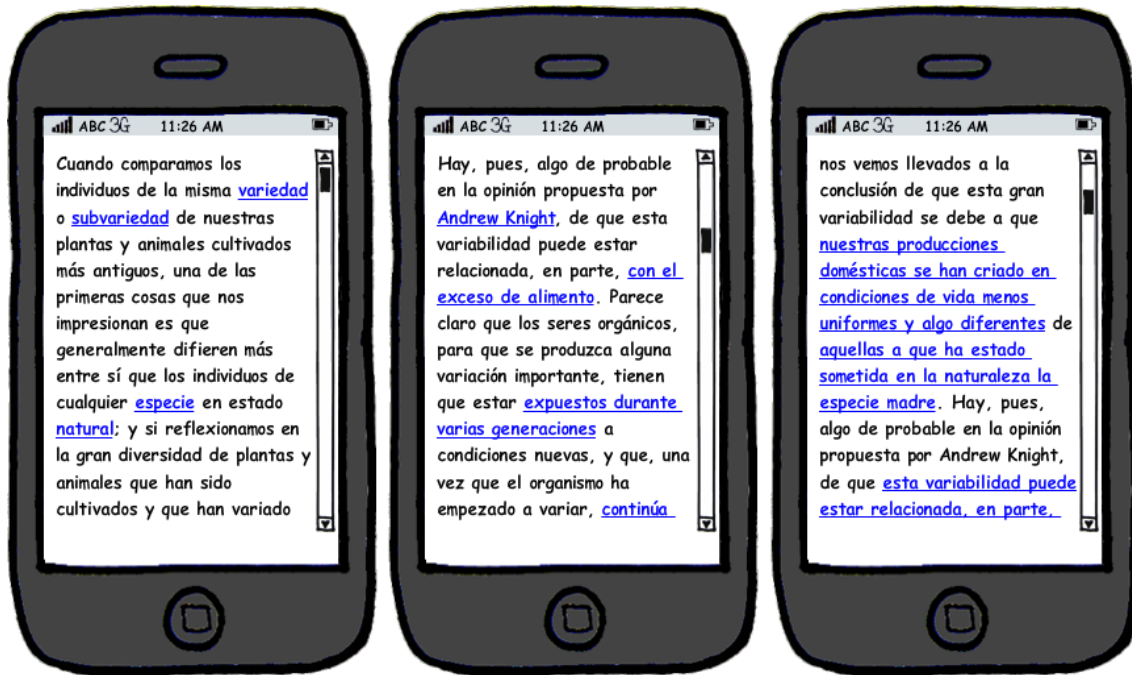 ABC 3G 11:26 AM
Cuando comparamos los
individuos de la misma variedad
o subvariedad de nuestras
plantas y animales cultivados
más antiguos, una de las
primeras cosas que nos
impresionan es que
generalmente difieren más
entre sí que los individuos de
cualquier especie en estado
natural; y si reflexionamos en
la gran diversidad de plantas y
animales que han sido
cultivados y que han variado
ABC 3G 11:26 AM
Hay, pues, algo de probable
en la opinión propuesta por
Andrew Knight, de que esta
variabilidad puede estar
relacionada, en parte, con el
exceso de alimento. Parece
claro que los seres orgánicos,
para que se produzca alguna
variación importante, tienen
que estar expuestos durante
varias generaciones a
condiciones nuevas, y que, una
vez que el organismo ha
empezado a variar, continúa
ABC 3G 11:26 AM
nos vemos llevados a la
conclusión de que esta gran
variabilidad se debe a que
nuestras producciones
domésticas se han criado en
condiciones de vida menos
uniformes y algo diferentes de
aquellas a que ha estado
sometida en la naturaleza la
especie madre. Hay, pues,
algo de probable en la opinión
propuesta por Andrew Knight,
de que esta variabilidad puede
estar relacionada, en parte,